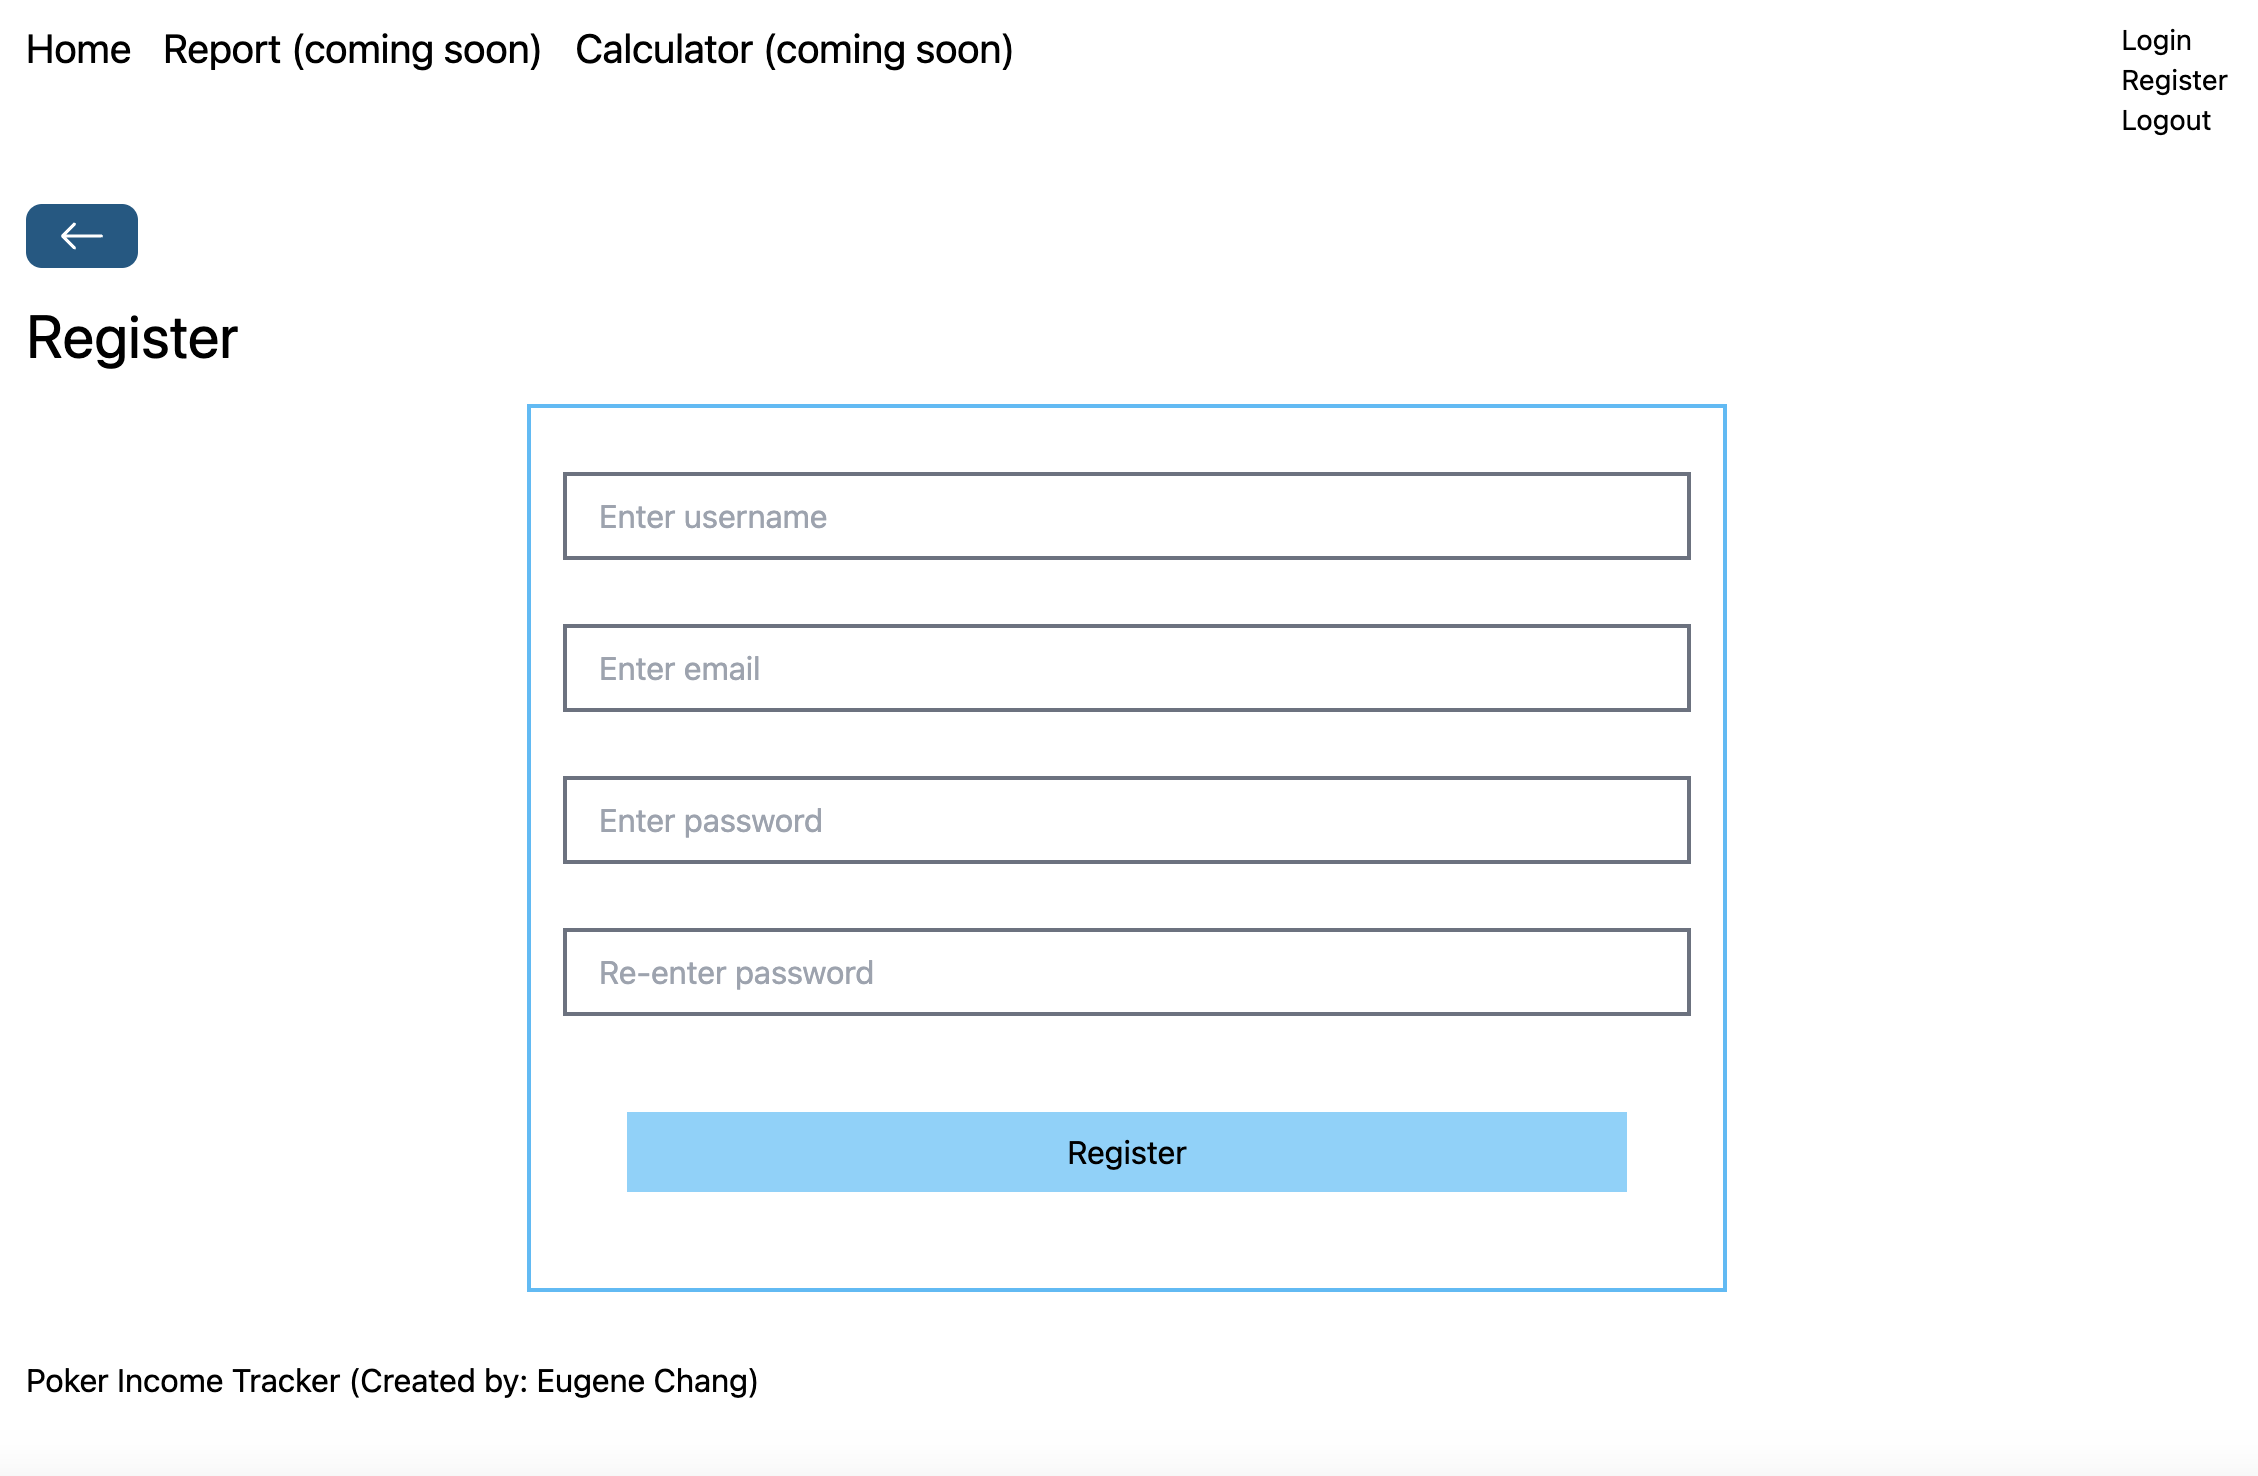 Home Report (coming soon) Calculator (coming soon)
Login
Register
Logout
Register
Enter username
Enter email
Enter password
Re-enter password
Register
Poker Income Tracker (Created by: Eugene Chang)